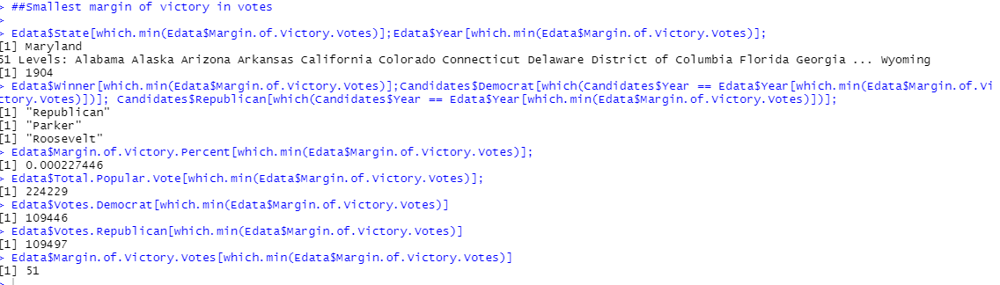 > ##Smallest margin of victory in votes
>
> Edata$State[which.min(Edata$Margin.of.Victory.Votes)];Edata$Year[which.min(Edata$Margin.of.Victory.Votes)];
[1] Maryland
51 Levels: Alabama Alaska Arizona Arkansas California Colorado Connecticut Delaware District of Columbia Florida Georgia ... Wyoming
[1] 1904
> Edata$Winner[which.min(Edata$Margin.of.Victory.Votes)];Candidates$Democrat[which(Candidates$Year == Edata$Year[which.min(Edata$Margin.of.Vi
ctory.Votes)])]; Candidates$Republican[which(Candidates$Year == Edata$Year[which.min(Edata$Margin.of.Victory.Votes)])];
[1] "Republican"
[1] "Parker"
[1] "Roosevelt"
> Edata$Margin.of.Victory.Percent[which.min(Edata$Margin.of.Victory.Votes)];
[1] 0.000227446
> Edata$Total.Popular.Vote[which.min(Edata$Margin.of.Victory.Votes)];
[1] 224229
> Edata$Votes.Democrat[which.min(Edata$Margin.of.Victory.Votes)]
[1] 109446
> Edata$Votes.Republican[which.min(Edata$Margin.of.Victory.Votes)]
[1] 109497
> Edata$Margin.of.Victory.Votes[which.min(Edata$Margin.of.Victory.Votes)]
[1] 51
>